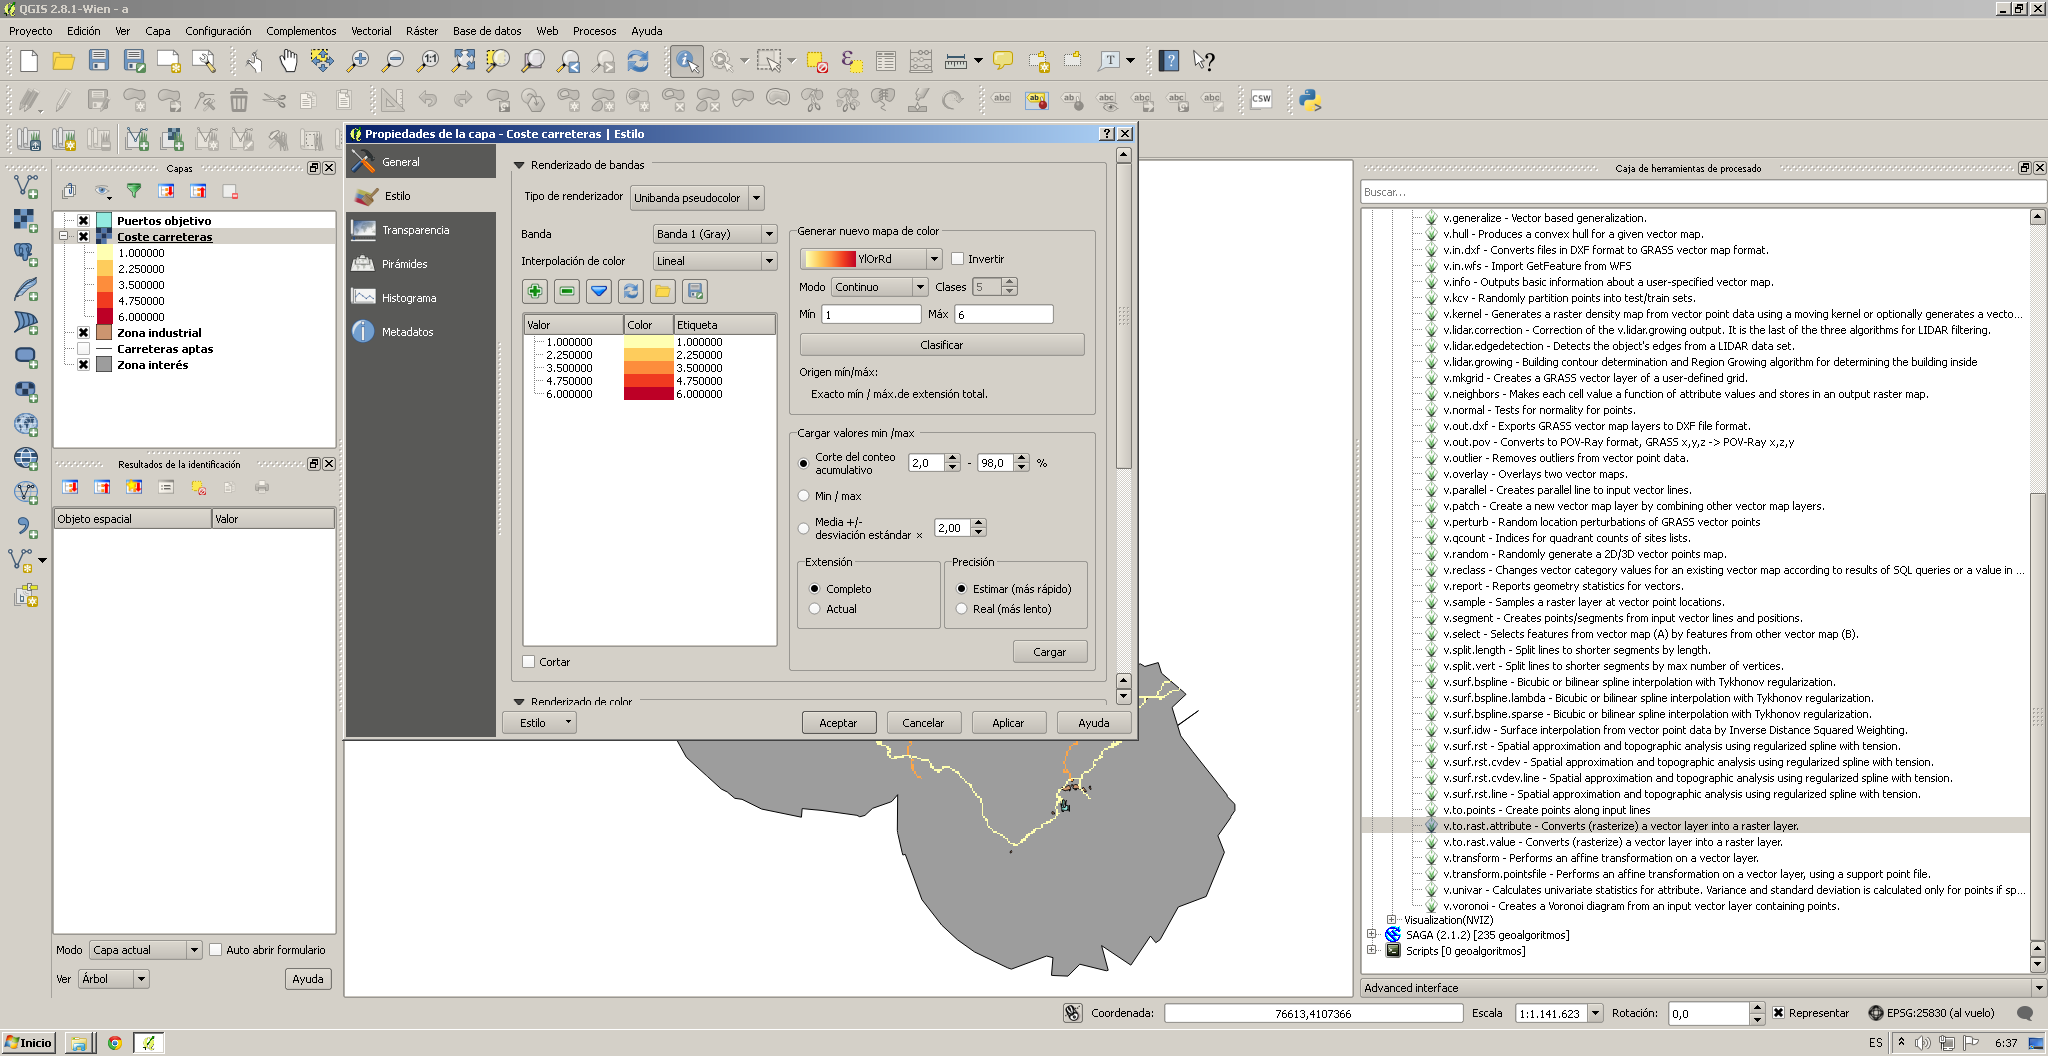 QGIS 2.8.1-Wien - a
Proyecto Edición Ver Capa Configuración Complementos Vectorial Ráster Base de datos Web Procesos Ayuda
Propiedades de la capa - Coste carreteras | Estilo
Capas
Puertos objetivo
Coste carreteras
1.000000
2.250000
3.500000
4.750000
6.000000
Zona industrial
Carreteras aptas
Zona interés
Resultados de la identificación
Objeto espacial Valor
Modo Capa actual Auto abrir formulario
Ver Árbol Ayuda
General
Estilo
Transparencia
Pirámides
Histograma
Metadatos
Renderizado de bandas
Tipo de renderizador Unibanda pseudocolor
Banda Banda 1 (Gray)
Interpolación de color Lineal
Valor Color Etiqueta
1.000000 1.000000
2.250000 2.250000
3.500000 3.500000
4.750000 4.750000
6.000000 6.000000
Cortar
Generar nuevo mapa de color
YlOrRd Invertir
Modo Continuo Clases 5
Mín 1 Máx 6
Clasificar
Origen mín/máx:
Exacto mín / máx.de extensión total.
Cargar valores min /max
Corte del conteo acumulativo 2,0 - 98,0 %
Min / max
Media +/- desviación estándar × 2,00
Extensión
Completo
Actual
Precisión
Estimar (más rápido)
Real (más lento)
Cargar
Renderizado de color
Estilo Aceptar Cancelar Aplicar Ayuda
Caja de herramientas de procesado
Buscar...
v.generalize - Vector based generalization.
v.hull - Produces a convex hull for a given vector map.
v.in.dxf - Converts files in DXF format to GRASS vector map format.
v.in.wfs - Import GetFeature from WFS
v.info - Outputs basic information about a user-specified vector map.
v.kcv - Randomly partition points into test/train sets.
v.kernel - Generates a raster density map from vector point data using a moving kernel or optionally generates a vecto...
v.lidar.correction - Correction of the v.lidar.growing output. It is the last of the three algorithms for LIDAR filtering.
v.lidar.edgedetection - Detects the object's edges from a LIDAR data set.
v.lidar.growing - Building contour determination and Region Growing algorithm for determining the building inside
v.mkgrid - Creates a GRASS vector layer of a user-defined grid.
v.neighbors - Makes each cell value a function of attribute values and stores in an output raster map.
v.normal - Tests for normality for points.
v.out.dxf - Exports GRASS vector map layers to DXF file format.
v.out.pov - Converts to POV-Ray format, GRASS x,y,z -> POV-Ray x,z,y
v.outlier - Removes outliers from vector point data.
v.overlay - Overlays two vector maps.
v.parallel - Creates parallel line to input vector lines.
v.patch - Create a new vector map layer by combining other vector map layers.
v.perturb - Random location perturbations of GRASS vector points
v.qcount - Indices for quadrant counts of sites lists.
v.random - Randomly generate a 2D/3D vector points map.
v.reclass - Changes vector category values for an existing vector map according to results of SQL queries or a value in ...
v.report - Reports geometry statistics for vectors.
v.sample - Samples a raster layer at vector point locations.
v.segment - Creates points/segments from input vector lines and positions.
v.select - Selects features from vector map (A) by features from other vector map (B).
v.split.length - Split lines to shorter segments by length.
v.split.vert - Split lines to shorter segments by max number of vertices.
v.surf.bspline - Bicubic or bilinear spline interpolation with Tykhonov regularization.
v.surf.bspline.lambda - Bicubic or bilinear spline interpolation with Tykhonov regularization.
v.surf.bspline.sparse - Bicubic or bilinear spline interpolation with Tykhonov regularization.
v.surf.idw - Surface interpolation from vector point data by Inverse Distance Squared Weighting.
v.surf.rst - Spatial approximation and topographic analysis using regularized spline with tension.
v.surf.rst.cvdev - Spatial approximation and topographic analysis using regularized spline with tension.
v.surf.rst.cvdev.line - Spatial approximation and topographic analysis using regularized spline with tension.
v.surf.rst.line - Spatial approximation and topographic analysis using regularized spline with tension.
v.to.points - Create points along input lines
v.to.rast.attribute - Converts (rasterize) a vector layer into a raster layer.
v.to.rast.value - Converts (rasterize) a vector layer into a raster layer.
v.transform - Performs an affine transformation on a vector layer.
v.transform.pointsfile - Performs an affine transformation on a vector layer, using a support point file.
v.univar - Calculates univariate statistics for attribute. Variance and standard deviation is calculated only for points if sp...
v.voronoi - Creates a Voronoi diagram from an input vector layer containing points.
Visualization(NVIZ)
SAGA (2.1.2) [235 geoalgoritmos]
Scripts [0 geoalgoritmos]
Advanced interface
Coordenada: 76613,4107366 Escala 1:1.141.623 Rotación: 0,0 Representar EPSG:25830 (al vuelo)
Inicio ES 6:37